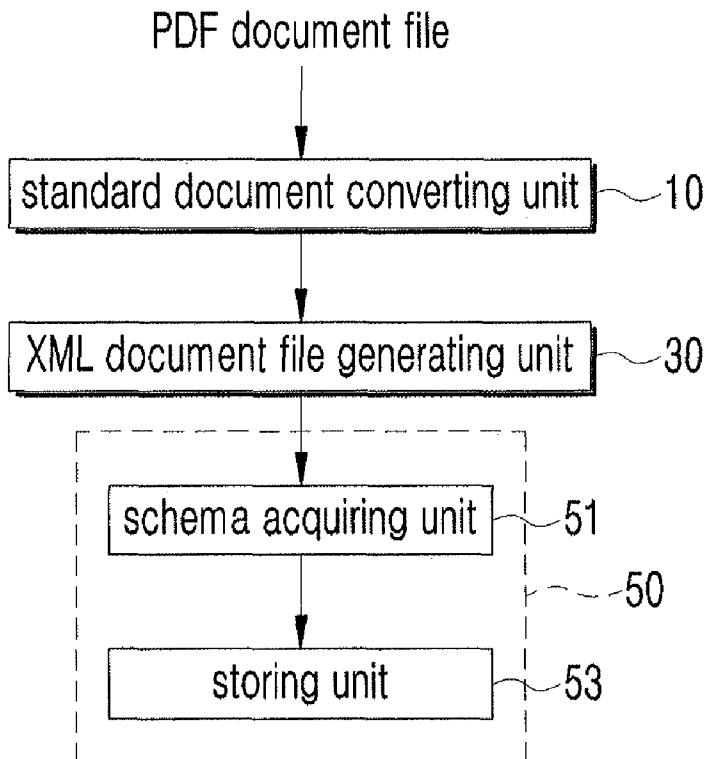 PDF document file
standard document converting unit 10
XML document file generating unit 30
schema acquiring unit 51
50
storing unit 53